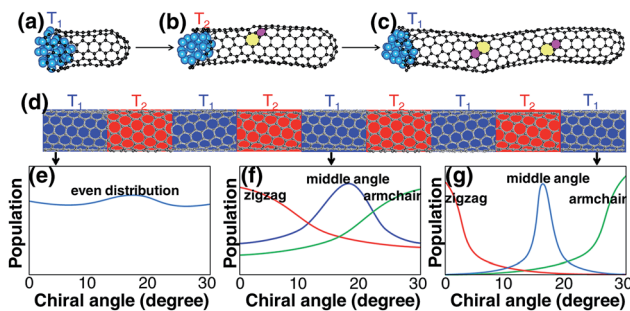 (a) T1 (b) T2 (c) T1
(d) T1 T2 T1 T2 T1 T2 T1 T2 T1
(e) even distribution
Population
0 10 20 30
Chiral angle (degree)
(f) middle angle
zigzag armchair
Population
0 10 20 30
Chiral angle (degree)
(g) middle angle
zigzag armchair
Population
0 10 20 30
Chiral angle (degree)